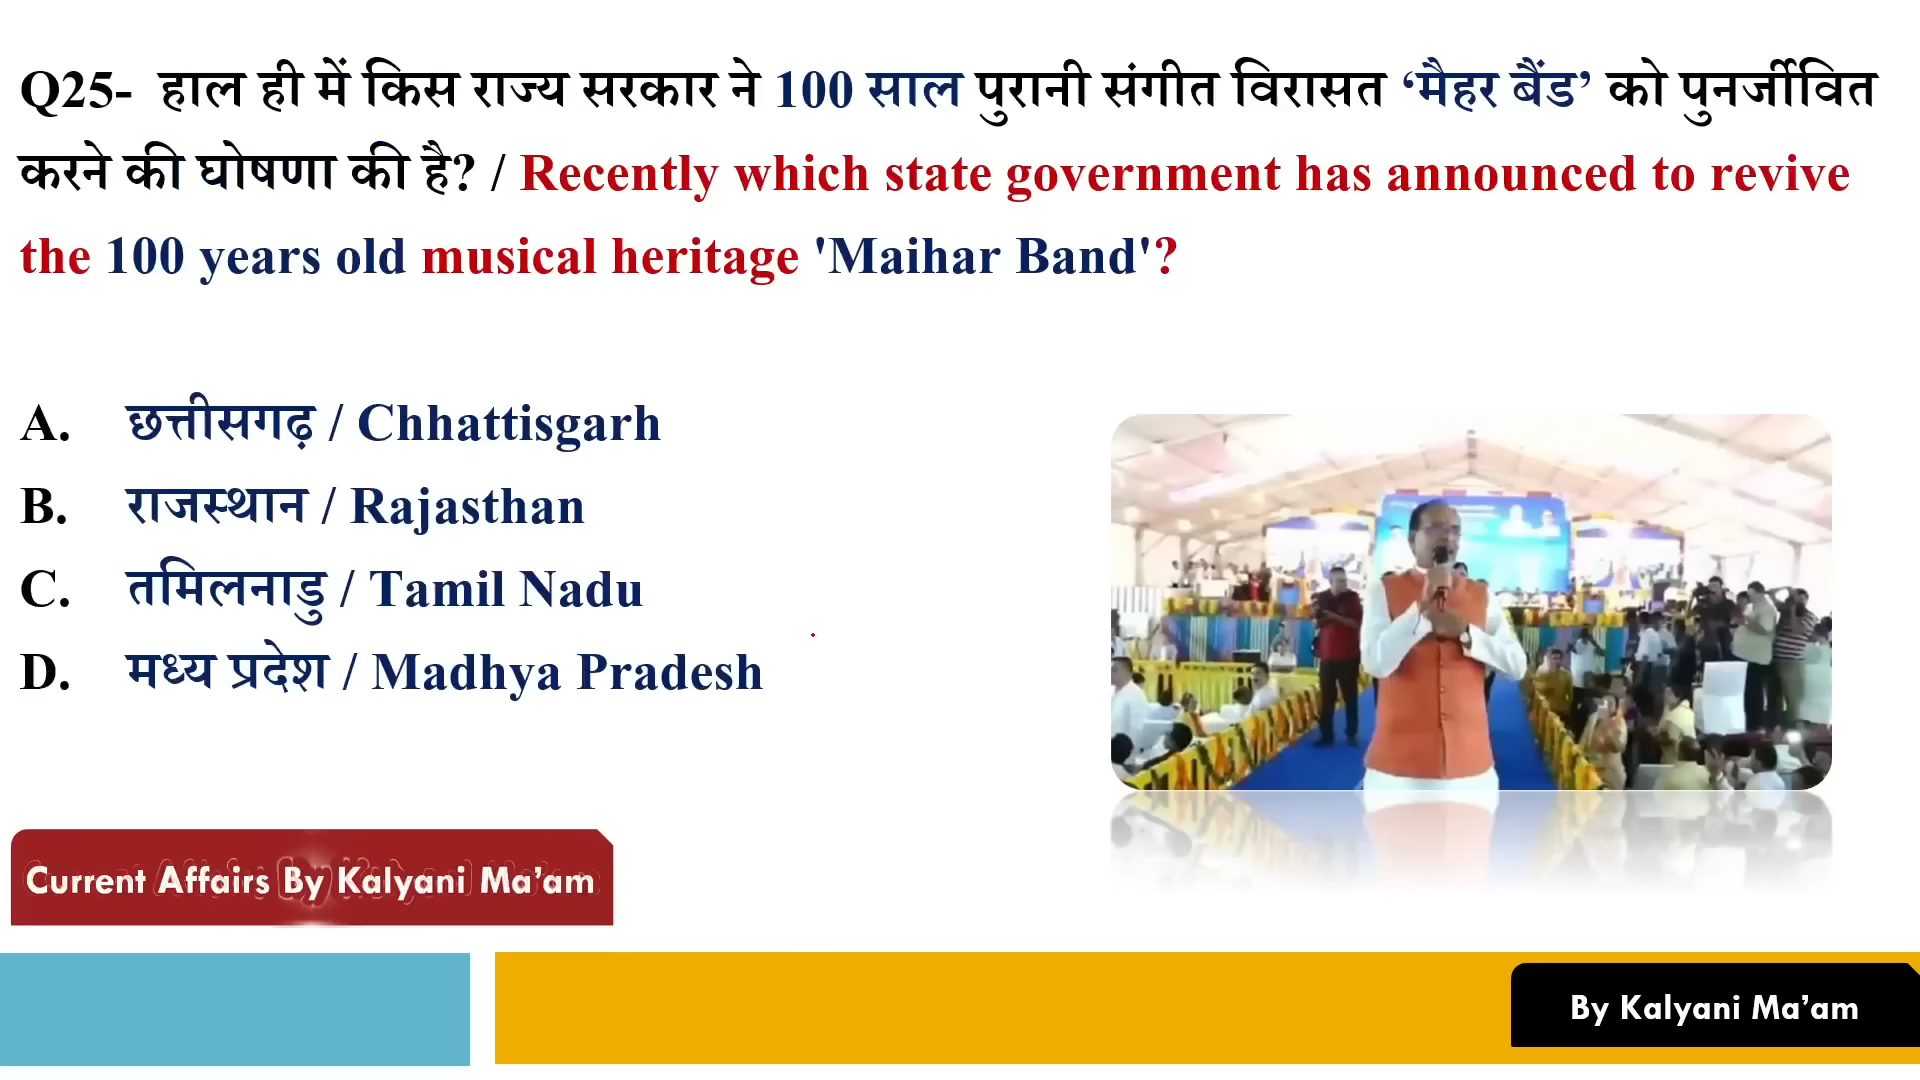 Q25- हाल ही में किस राज्य सरकार ने 100 साल पुरानी संगीत विरासत ‘मैहर बैंड’ को पुनर्जीवित
करने की घोषणा की है? / Recently which state government has announced to revive
the 100 years old musical heritage 'Maihar Band'?
A. छत्तीसगढ़ / Chhattisgarh
B. राजस्थान / Rajasthan
C. तमिलनाडु / Tamil Nadu
D. मध्य प्रदेश / Madhya Pradesh
Current Affairs By Kalyani Ma’am
By Kalyani Ma’am